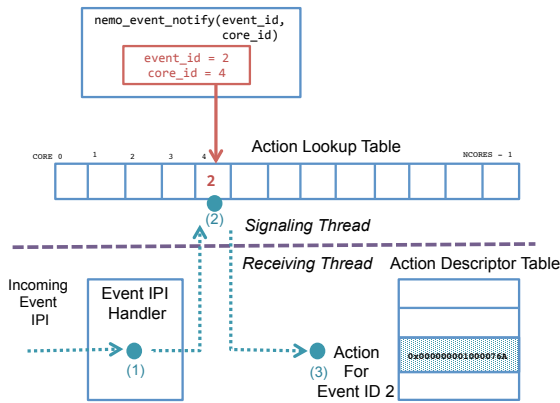 nemo_event_notify(event_id,
core_id)
event_id = 2
core_id = 4
Action Lookup Table
CORE 0 1 2 3 4 NCORES - 1
2
(2)
Signaling Thread
Receiving Thread
Action Descriptor Table
Incoming
Event
IPI
Event IPI
Handler
(1)
(3)
Action
For
Event ID 2
0x000000001000076A